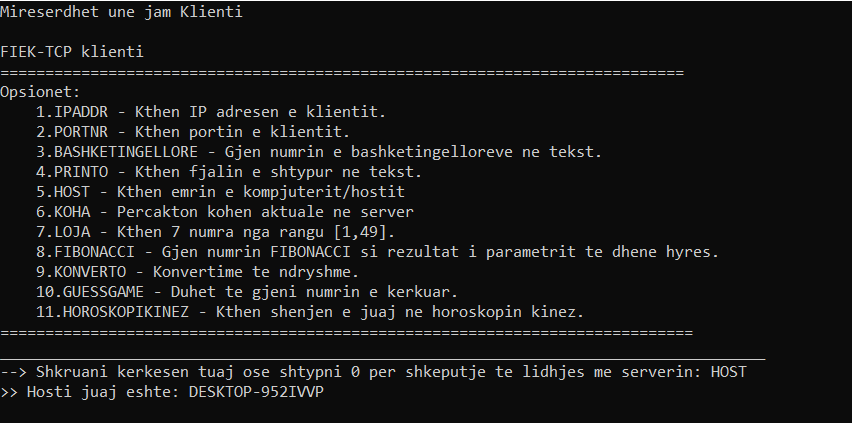 Mireserdhet une jam Klienti
FIEK-TCP klienti
============================================================================
Opsionet:
1.IPADDR - Kthen IP adresen e klientit.
2.PORTNR - Kthen portin e klientit.
3.BASHKETINGELLORE - Gjen numrin e bashketingelloreve ne tekst.
4.PRINTO - Kthen fjalin e shtypur ne tekst.
5.HOST - Kthen emrin e kompjuterit/hostit
6.KOHA - Percakton kohen aktuale ne server
7.LOJA - Kthen 7 numra nga rangu [1,49].
8.FIBONACCI - Gjen numrin FIBONACCI si rezultat i parametrit te dhene hyres.
9.KONVERTO - Konvertime te ndryshme.
10.GUESSGAME - Duhet te gjeni numrin e kerkuar.
11.HOROSKOPIKINEZ - Kthen shenjen e juaj ne horoskopin kinez.
=============================================================================
_____________________________________________________________________________________
--> Shkruani kerkesen tuaj ose shtypni 0 per shkeputje te lidhjes me serverin: HOST
>> Hosti juaj eshte: DESKTOP-952IVVP